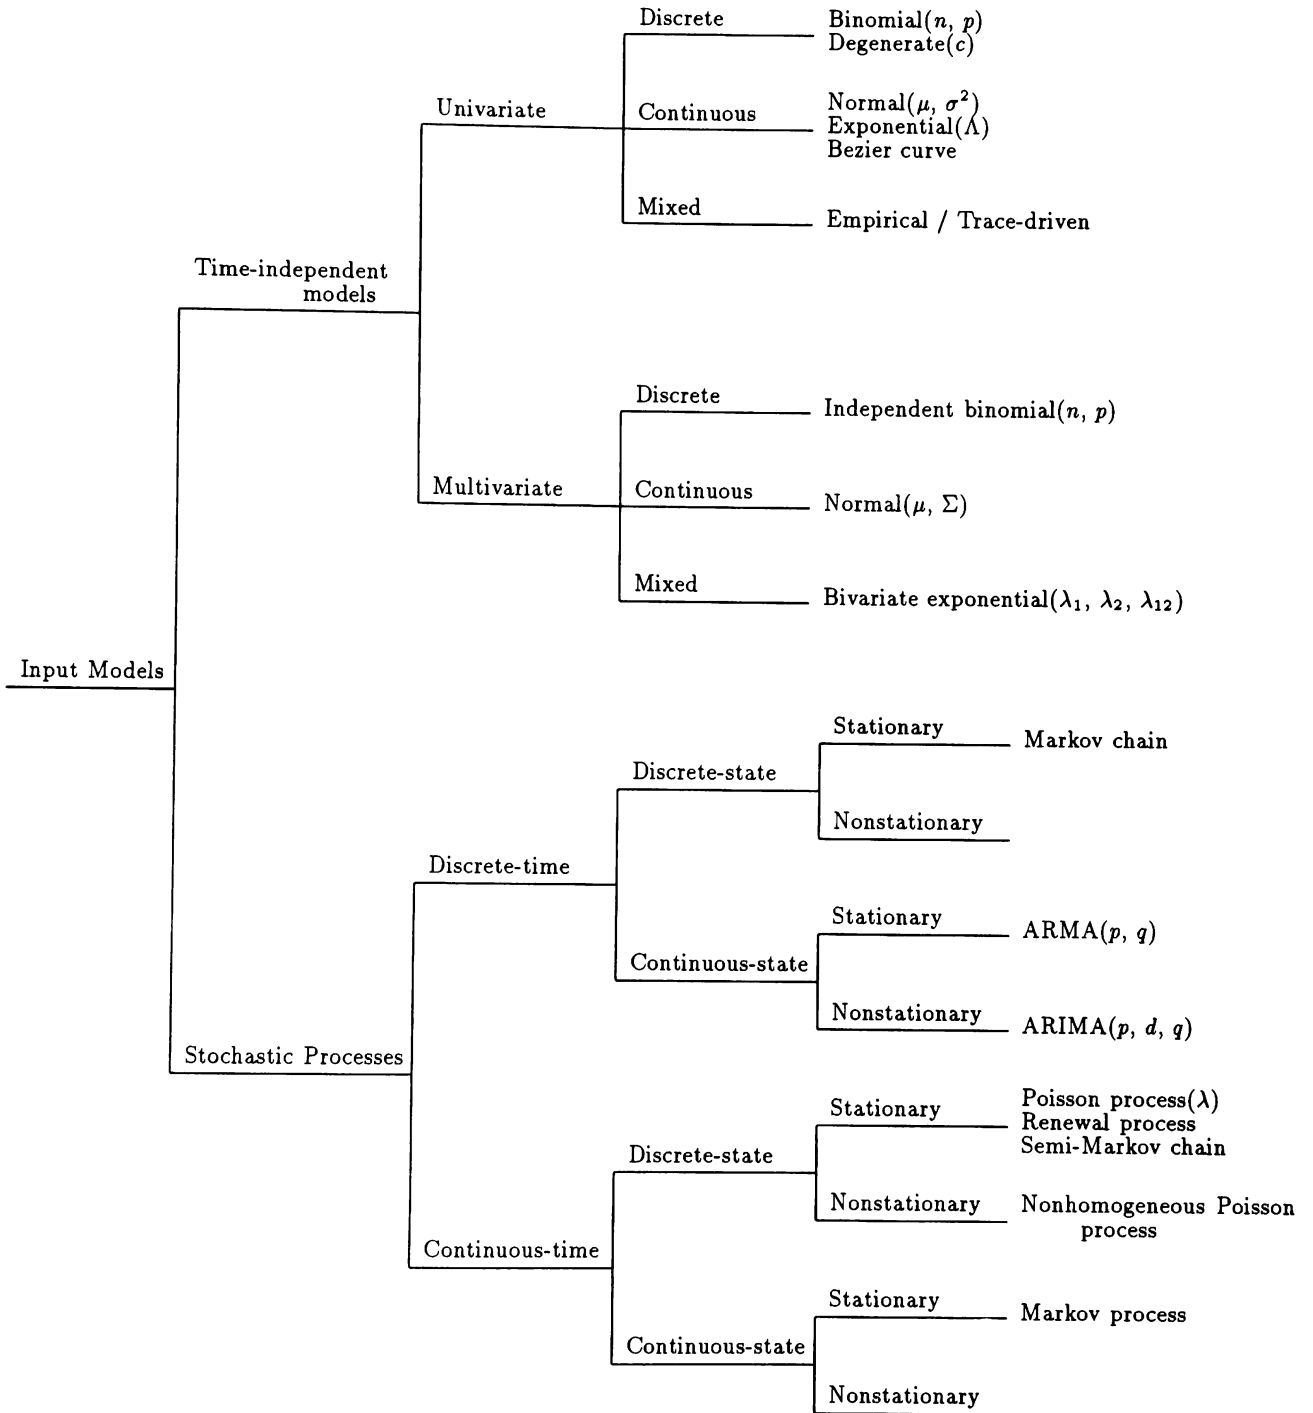 Discrete
Binomial(n, p)
Degenerate(c)
Univariate
Continuous
Normal(μ, σ²)
Exponential(Λ)
Bezier curve
Mixed
Empirical / Trace-driven
Time-independent
models
Discrete
Independent binomial(n, p)
Multivariate
Continuous
Normal(μ, Σ)
Mixed
Bivariate exponential(λ₁, λ₂, λ₁₂)
Input Models
Stationary
Markov chain
Discrete-state
Nonstationary
Discrete-time
Stationary
ARMA(p, q)
Continuous-state
Nonstationary
ARIMA(p, d, q)
Stochastic Processes
Stationary
Poisson process(λ)
Renewal process
Semi-Markov chain
Discrete-state
Nonstationary
Nonhomogeneous Poisson
process
Continuous-time
Stationary
Markov process
Continuous-state
Nonstationary